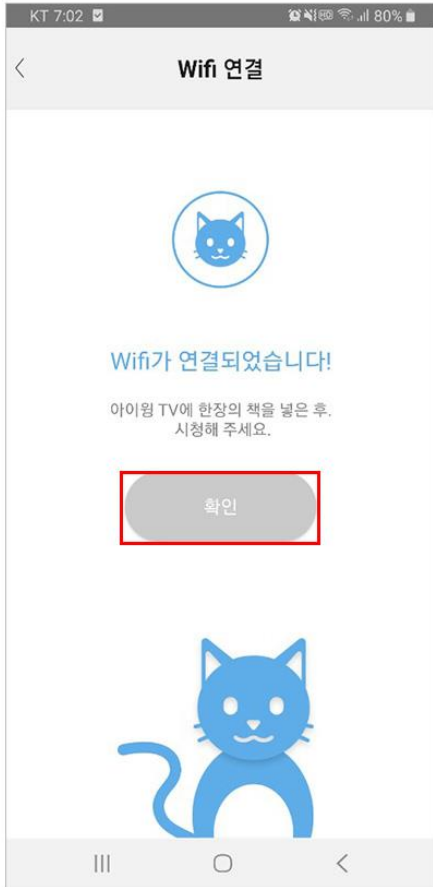 KT 7:02 80%
Wifi 연결
Wifi가 연결되었습니다!
아이윙 TV에 한장의 책을 넣은 후.
시청해 주세요.
확인